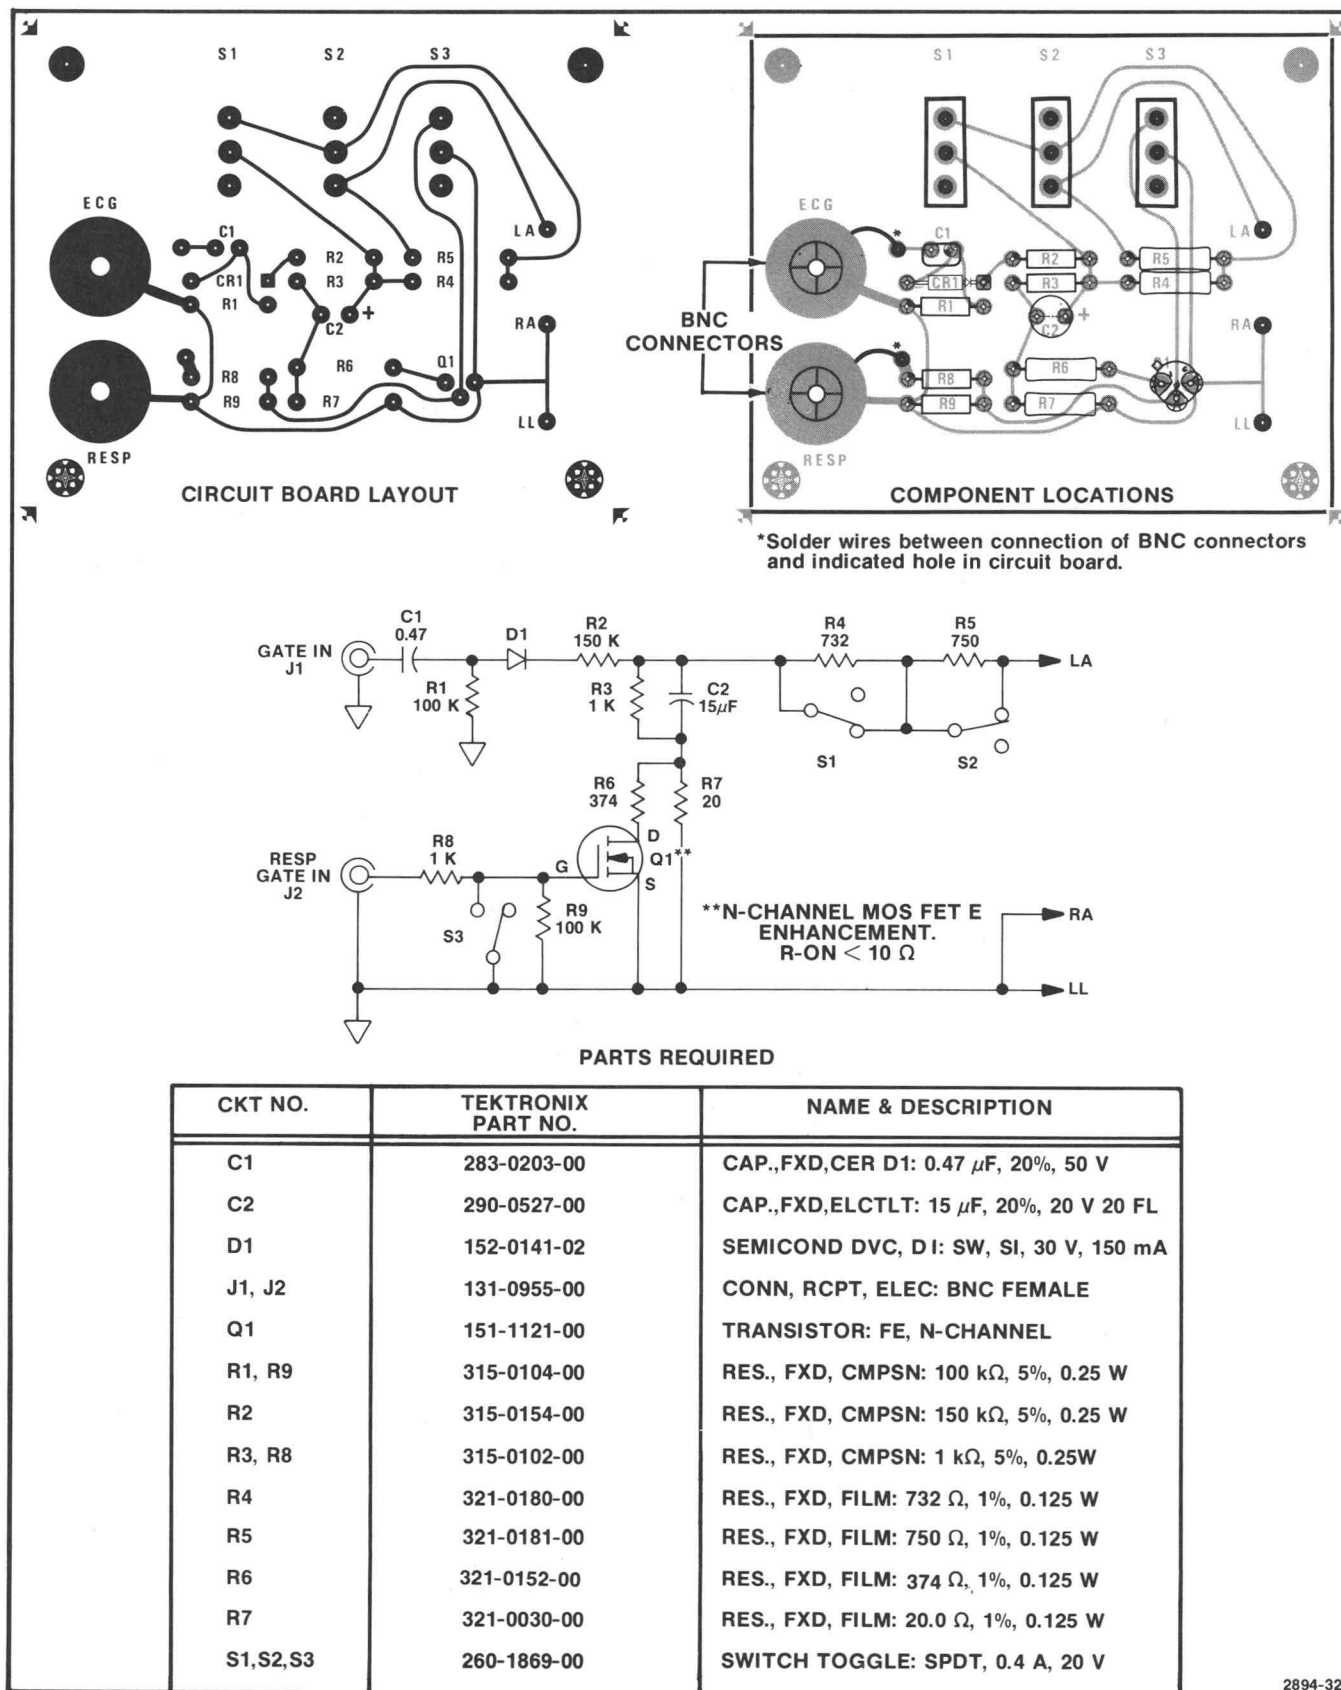 S1 S2 S3
ECG
C1
CR1
R1
R2
R3
R5
R4
C2 +
LA
RA
R8
R9
R6
R7
Q1
LL
RESP
CIRCUIT BOARD LAYOUT
BNC
CONNECTORS
S1 S2 S3
ECG
*
C1
CR1
R1
R2
R3
R5
R4
C2 +
LA
RA
*
R8
R9
R6
R7
LL
RESP
COMPONENT LOCATIONS
*Solder wires between connection of BNC connectors
and indicated hole in circuit board.
GATE IN
J1
C1
0.47
R1
100 K
D1
R2
150 K
R3
1 K
C2
15μF
R4
732
R5
750
LA
S1
S2
R6
374
R7
20
RESP
GATE IN
J2
R8
1 K
S3
R9
100 K
G
D
Q1**
S
**N-CHANNEL MOS FET E
ENHANCEMENT.
R-ON < 10 Ω
RA
LL
PARTS REQUIRED
CKT NO. TEKTRONIX PART NO. NAME & DESCRIPTION
C1 283-0203-00 CAP.,FXD,CER D1: 0.47 μF, 20%, 50 V
C2 290-0527-00 CAP.,FXD,ELCTLT: 15 μF, 20%, 20 V 20 FL
D1 152-0141-02 SEMICOND DVC, DI: SW, SI, 30 V, 150 mA
J1, J2 131-0955-00 CONN, RCPT, ELEC: BNC FEMALE
Q1 151-1121-00 TRANSISTOR: FE, N-CHANNEL
R1, R9 315-0104-00 RES., FXD, CMPSN: 100 kΩ, 5%, 0.25 W
R2 315-0154-00 RES., FXD, CMPSN: 150 kΩ, 5%, 0.25 W
R3, R8 315-0102-00 RES., FXD, CMPSN: 1 kΩ, 5%, 0.25W
R4 321-0180-00 RES., FXD, FILM: 732 Ω, 1%, 0.125 W
R5 321-0181-00 RES., FXD, FILM: 750 Ω, 1%, 0.125 W
R6 321-0152-00 RES., FXD, FILM: 374 Ω, 1%, 0.125 W
R7 321-0030-00 RES., FXD, FILM: 20.0 Ω, 1%, 0.125 W
S1,S2,S3 260-1869-00 SWITCH TOGGLE: SPDT, 0.4 A, 20 V
2894-32